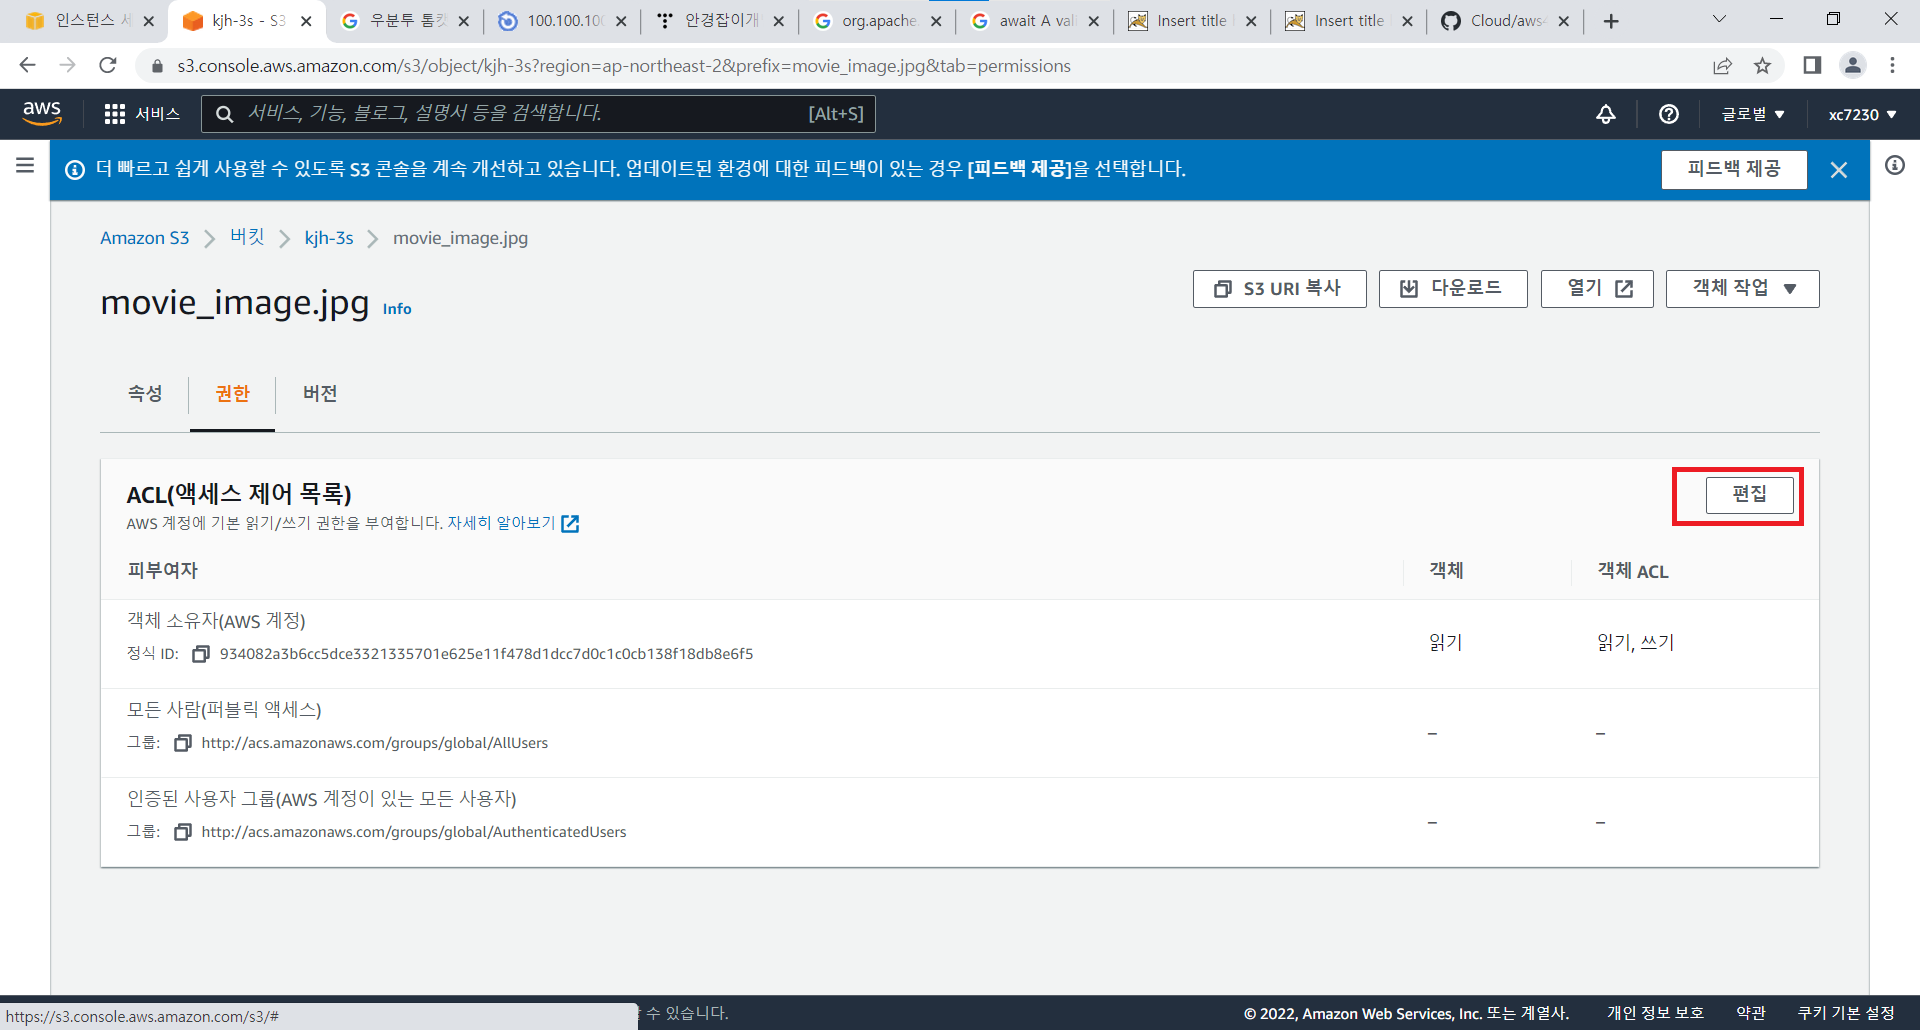 인스턴스 세
kjh-3s - S3
우분투 톰캣
100.100.100
안경잡이개
org.apache.
await A val
Insert title
Insert title
Cloud/aws
s3.console.aws.amazon.com/s3/object/kjh-3s?region=ap-northeast-2&prefix=movie_image.jpg&tab=permissions
aws
서비스
서비스, 기능, 블로그, 설명서 등을 검색합니다.
[Alt+S]
글로벌
xc7230
더 빠르고 쉽게 사용할 수 있도록 S3 콘솔을 계속 개선하고 있습니다. 업데이트된 환경에 대한 피드백이 있는 경우 [피드백 제공]을 선택합니다.
피드백 제공
Amazon S3 > 버킷 > kjh-3s > movie_image.jpg
movie_image.jpg Info
S3 URI 복사
다운로드
열기
객체 작업
속성
권한
버전
ACL(액세스 제어 목록)
편집
AWS 계정에 기본 읽기/쓰기 권한을 부여합니다. 자세히 알아보기
피부여자
객체
객체 ACL
객체 소유자(AWS 계정)
정식 ID: 934082a3b6cc5dce3321335701e625e11f478d1dcc7d0c1c0cb138f18db8e6f5
읽기
읽기, 쓰기
모든 사람(퍼블릭 액세스)
그룹: http://acs.amazonaws.com/groups/global/AllUsers
–
–
인증된 사용자 그룹(AWS 계정이 있는 모든 사용자)
그룹: http://acs.amazonaws.com/groups/global/AuthenticatedUsers
–
–
https://s3.console.aws.amazon.com/s3/#
수 있습니다.
© 2022, Amazon Web Services, Inc. 또는 계열사.
개인 정보 보호
약관
쿠키 기본 설정